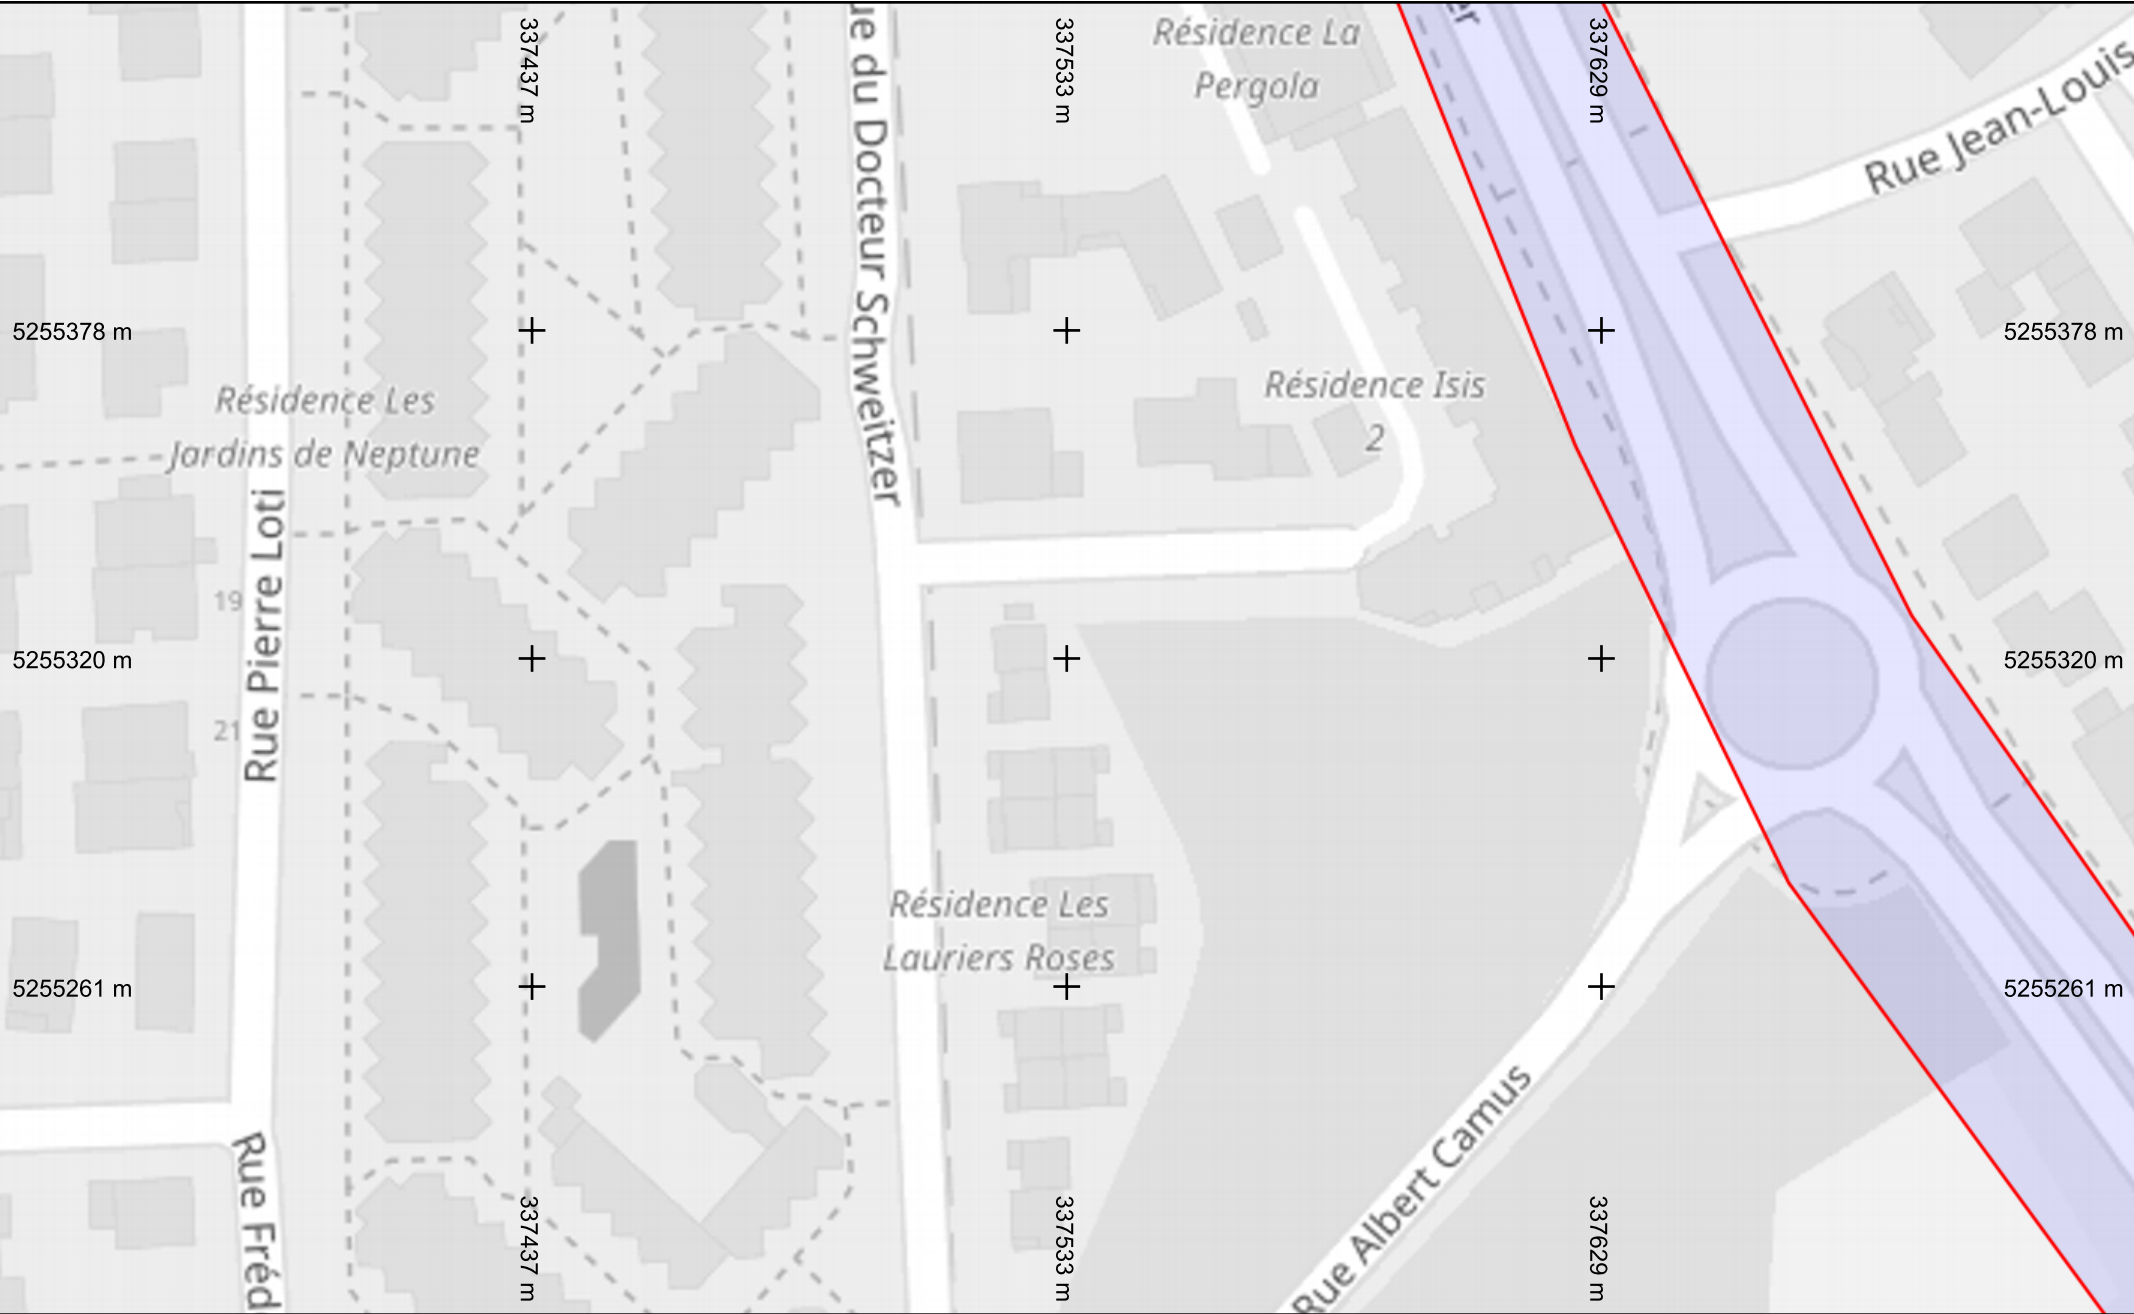 er
337437 m
337533 m
337629 m
Résidence La
Pergola
Rue Jean-Louis
ue du Docteur Schweitzer
5255378 m
5255378 m
Résidence Les
Jardins de Neptune
Résidence Isis
2
Rue Pierre Loti
19
21
5255320 m
5255320 m
Résidence Les
Lauriers Roses
5255261 m
5255261 m
Rue Albert Camus
Rue Fréd
337437 m
337533 m
337629 m